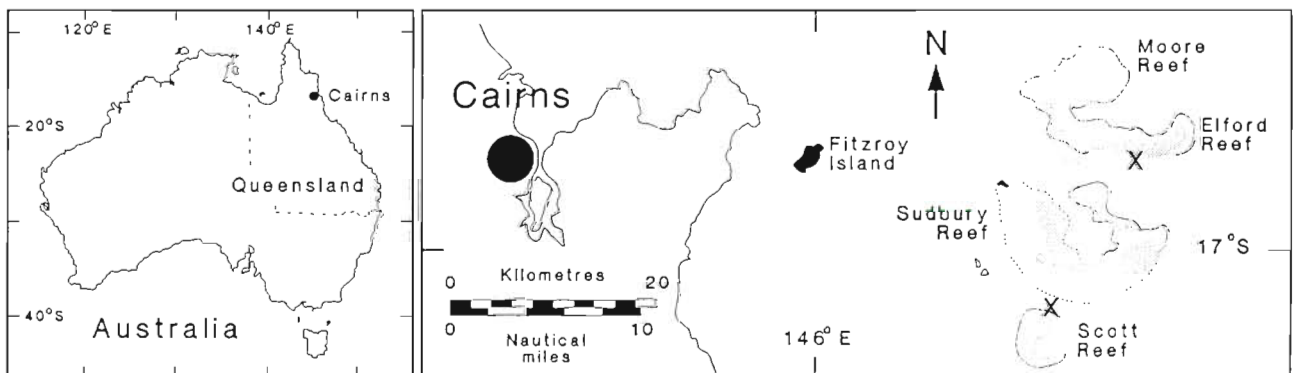 120°E
140°E
Cairns
20°S
Queensland
40°S
Australia
Cairns
N
Moore
Reef
Elford
Reef
X
Fitzroy
Island
Sudbury
Reef
17°S
Kilometres
0
20
0
10
Nautical
miles
146°E
X
Scott
Reef